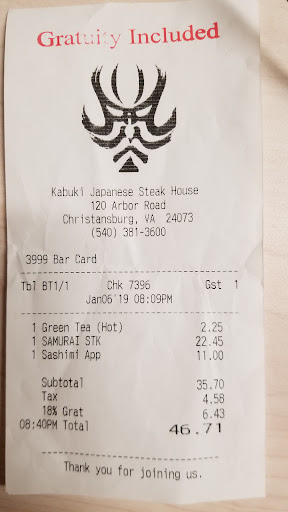 Gratuity Included
Kabuki Japanese Steak House
120 Arbor Road
Christansburg, VA 24073
(540) 381-3600
3999 Bar Card
Tbl BT1/1 Chk 7396 Gst 1
Jan06'19 08:09PM
1 Green Tea (Hot) 2.25
1 SAMURAI STK 22.45
1 Sashimi App 11.00
Subtotal 35.70
Tax 4.58
18% Grat 6.43
08:40PM Total 46.71
Thank you for joining us.